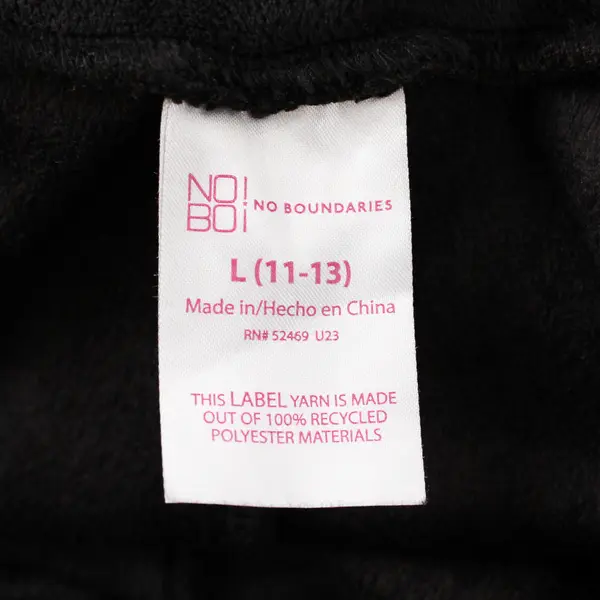 NO!
BOi
NO BOUNDARIES
L (11-13)
Made in/Hecho en China
RN# 52469 U23
THIS LABEL YARN IS MADE
OUT OF 100% RECYCLED
POLYESTER MATERIALS